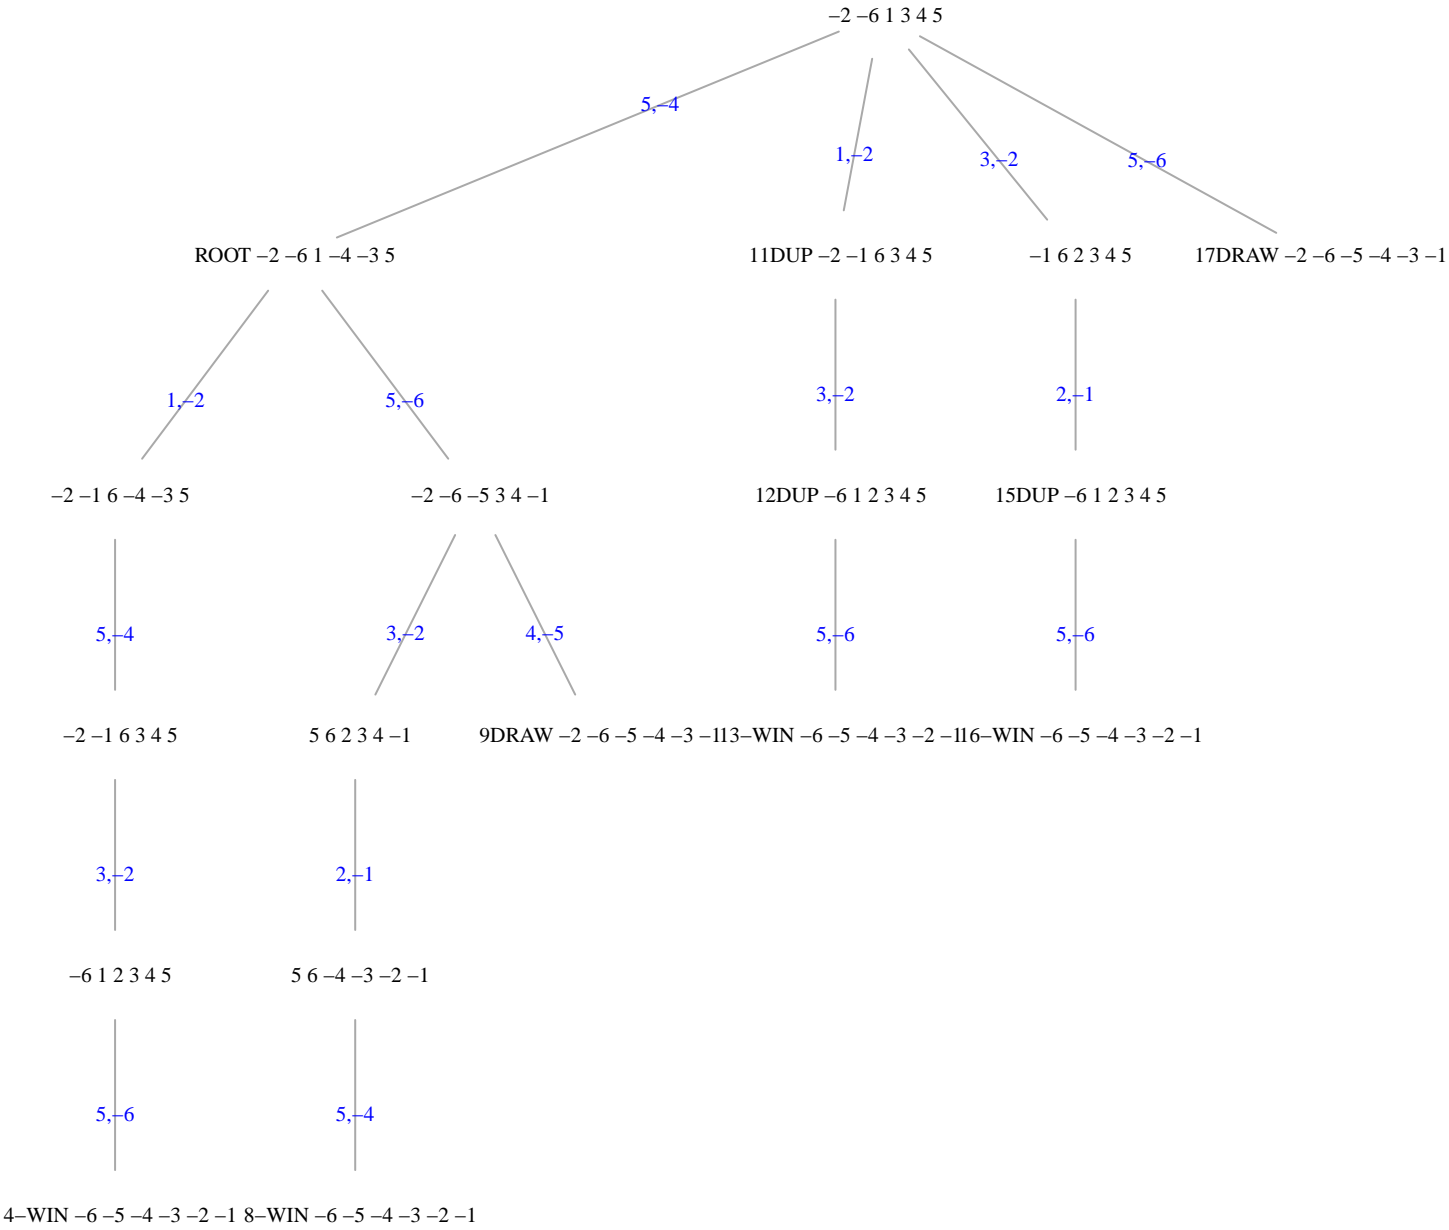 –2 –6 1 3 4 5
5,–4
1,–2
3,–2
5,–6
ROOT –2 –6 1 –4 –3 5
11DUP –2 –1 6 3 4 5
–1 6 2 3 4 5
17DRAW –2 –6 –5 –4 –3 –1
1,–2
5,–6
3,–2
2,–1
–2 –1 6 –4 –3 5
–2 –6 –5 3 4 –1
12DUP –6 1 2 3 4 5
15DUP –6 1 2 3 4 5
5,–4
3,–2
4,–5
5,–6
5,–6
–2 –1 6 3 4 5
5 6 2 3 4 –1
9DRAW –2 –6 –5 –4 –3 –1
13–WIN –6 –5 –4 –3 –2 –1
16–WIN –6 –5 –4 –3 –2 –1
3,–2
2,–1
–6 1 2 3 4 5
5 6 –4 –3 –2 –1
5,–6
5,–4
4–WIN –6 –5 –4 –3 –2 –1
8–WIN –6 –5 –4 –3 –2 –1